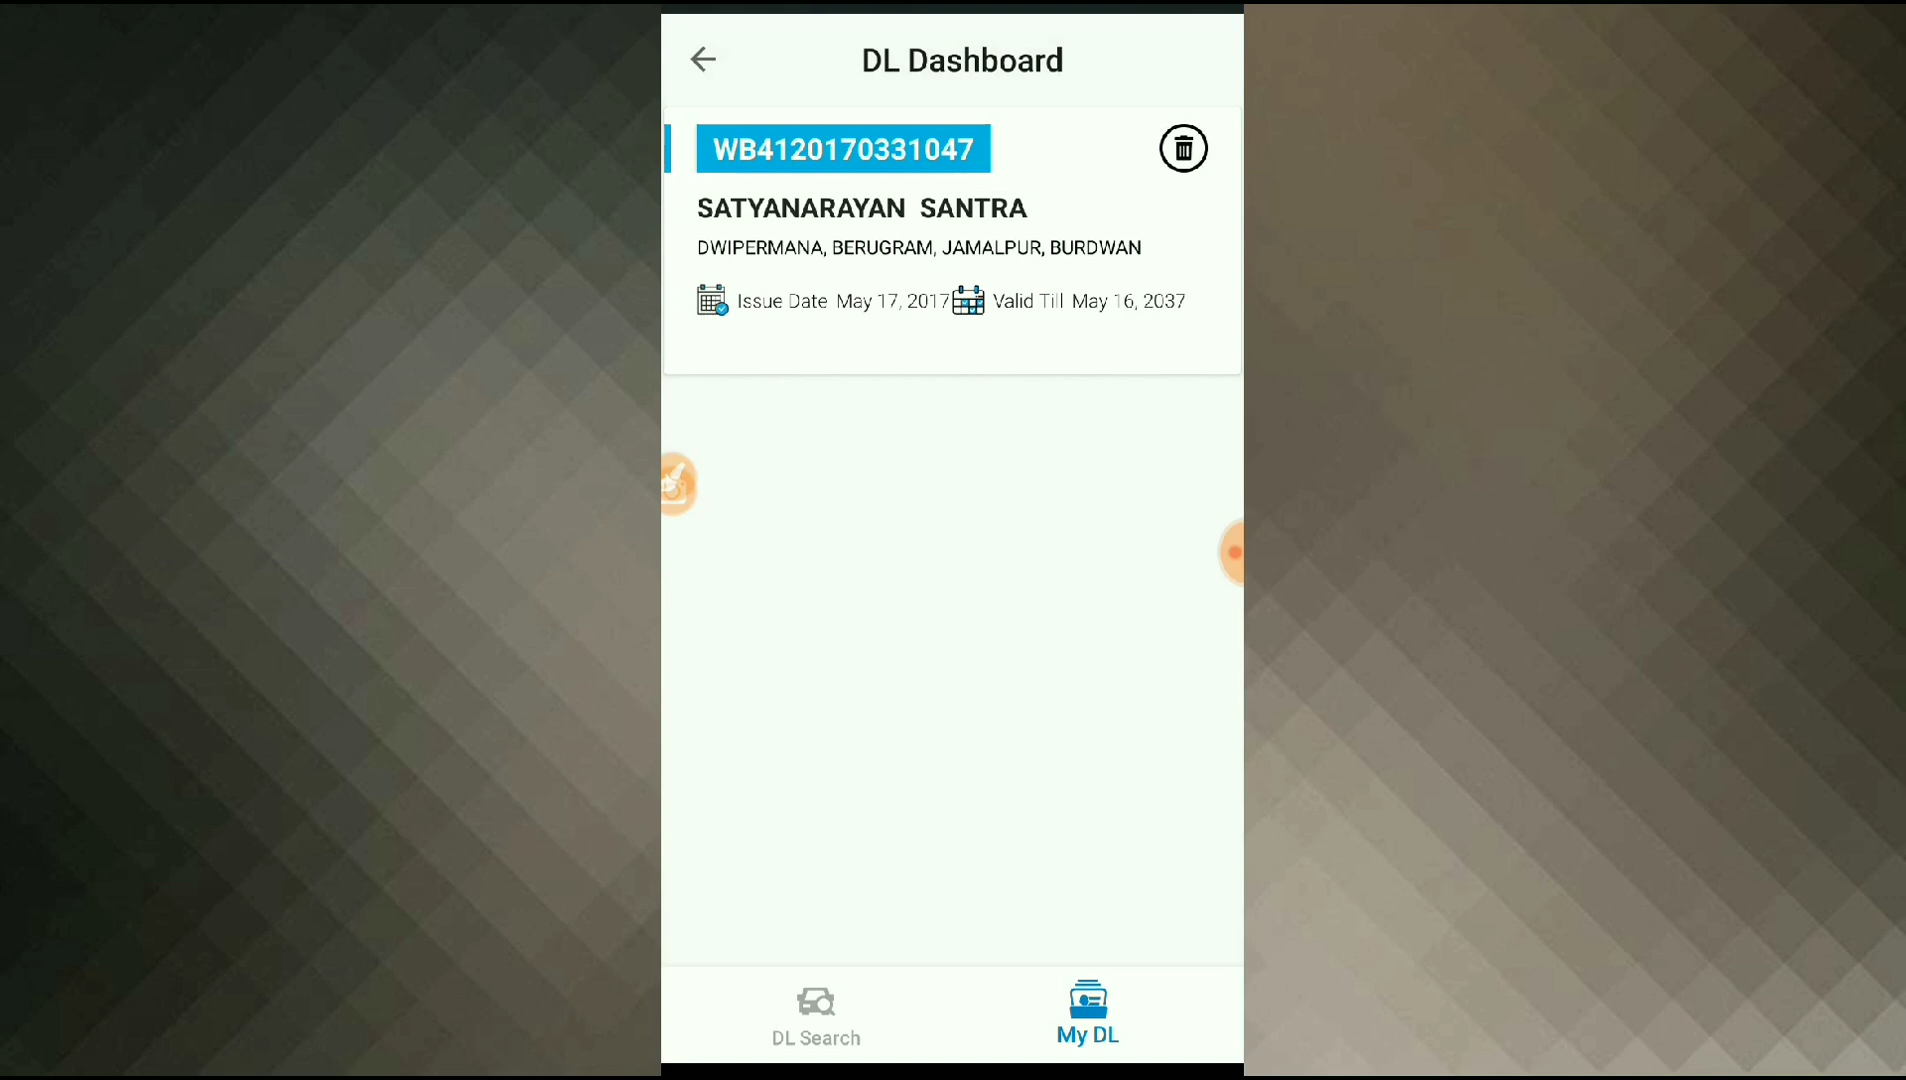 DL Dashboard
WB4120170331047
SATYANARAYAN SANTRA
DWIPERMANA, BERUGRAM, JAMALPUR, BURDWAN
Issue Date May 17, 2017 Valid Till May 16, 2037
DL Search My DL